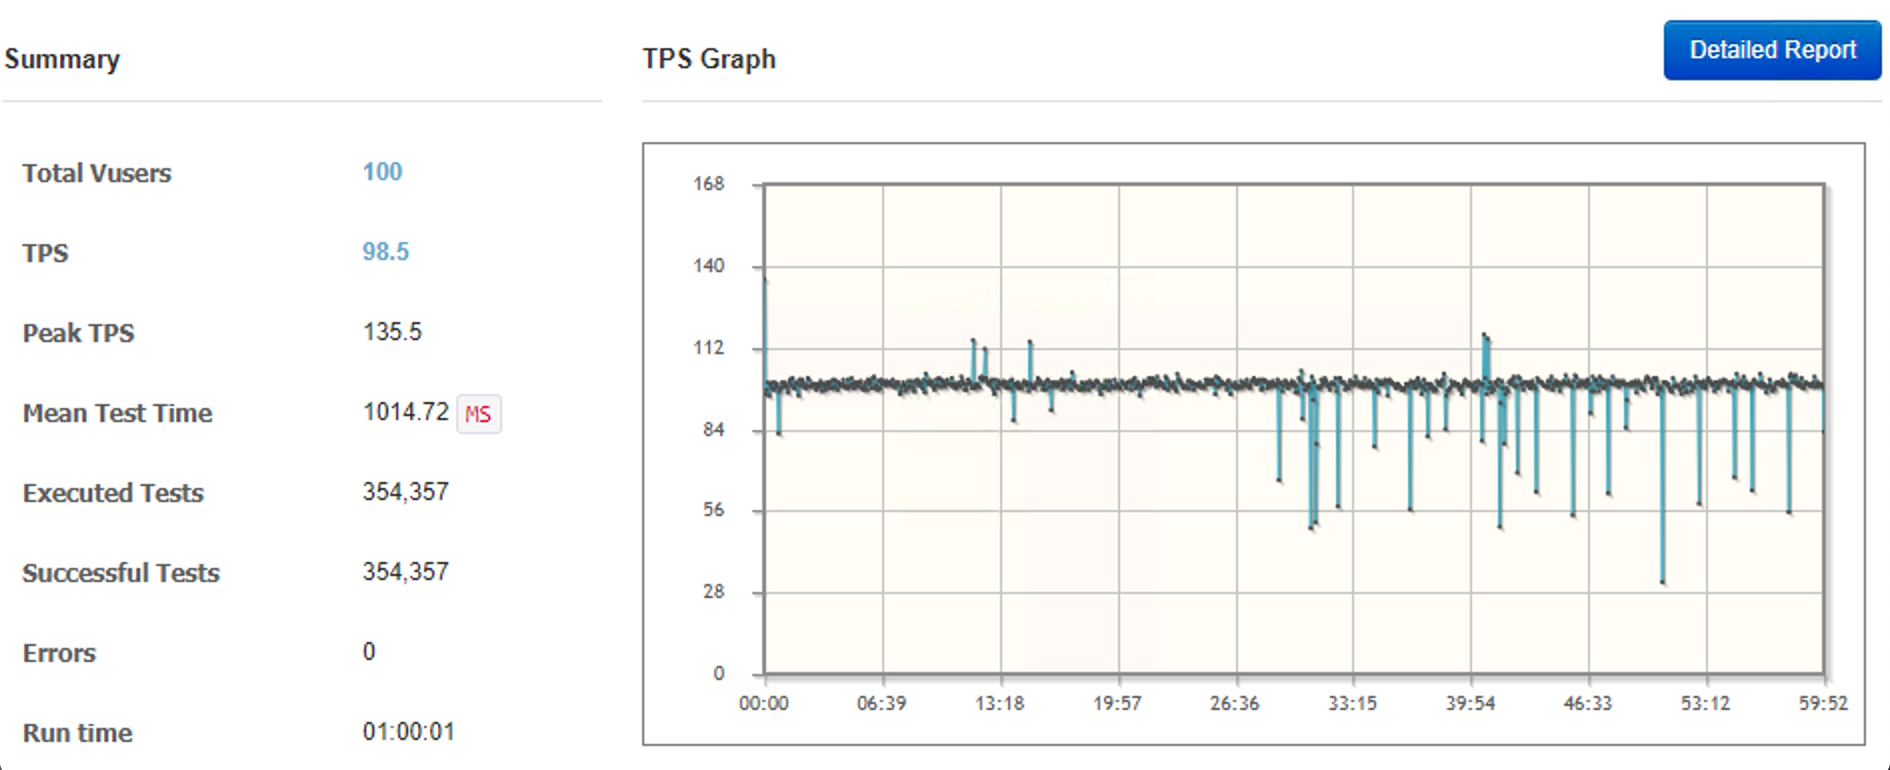 Summary
Total Vusers 100
TPS 98.5
Peak TPS 135.5
Mean Test Time 1014.72 MS
Executed Tests 354,357
Successful Tests 354,357
Errors 0
Run time 01:00:01
TPS Graph
Detailed Report
168
140
112
84
56
28
0
00:00 06:39 13:18 19:57 26:36 33:15 39:54 46:33 53:12 59:52